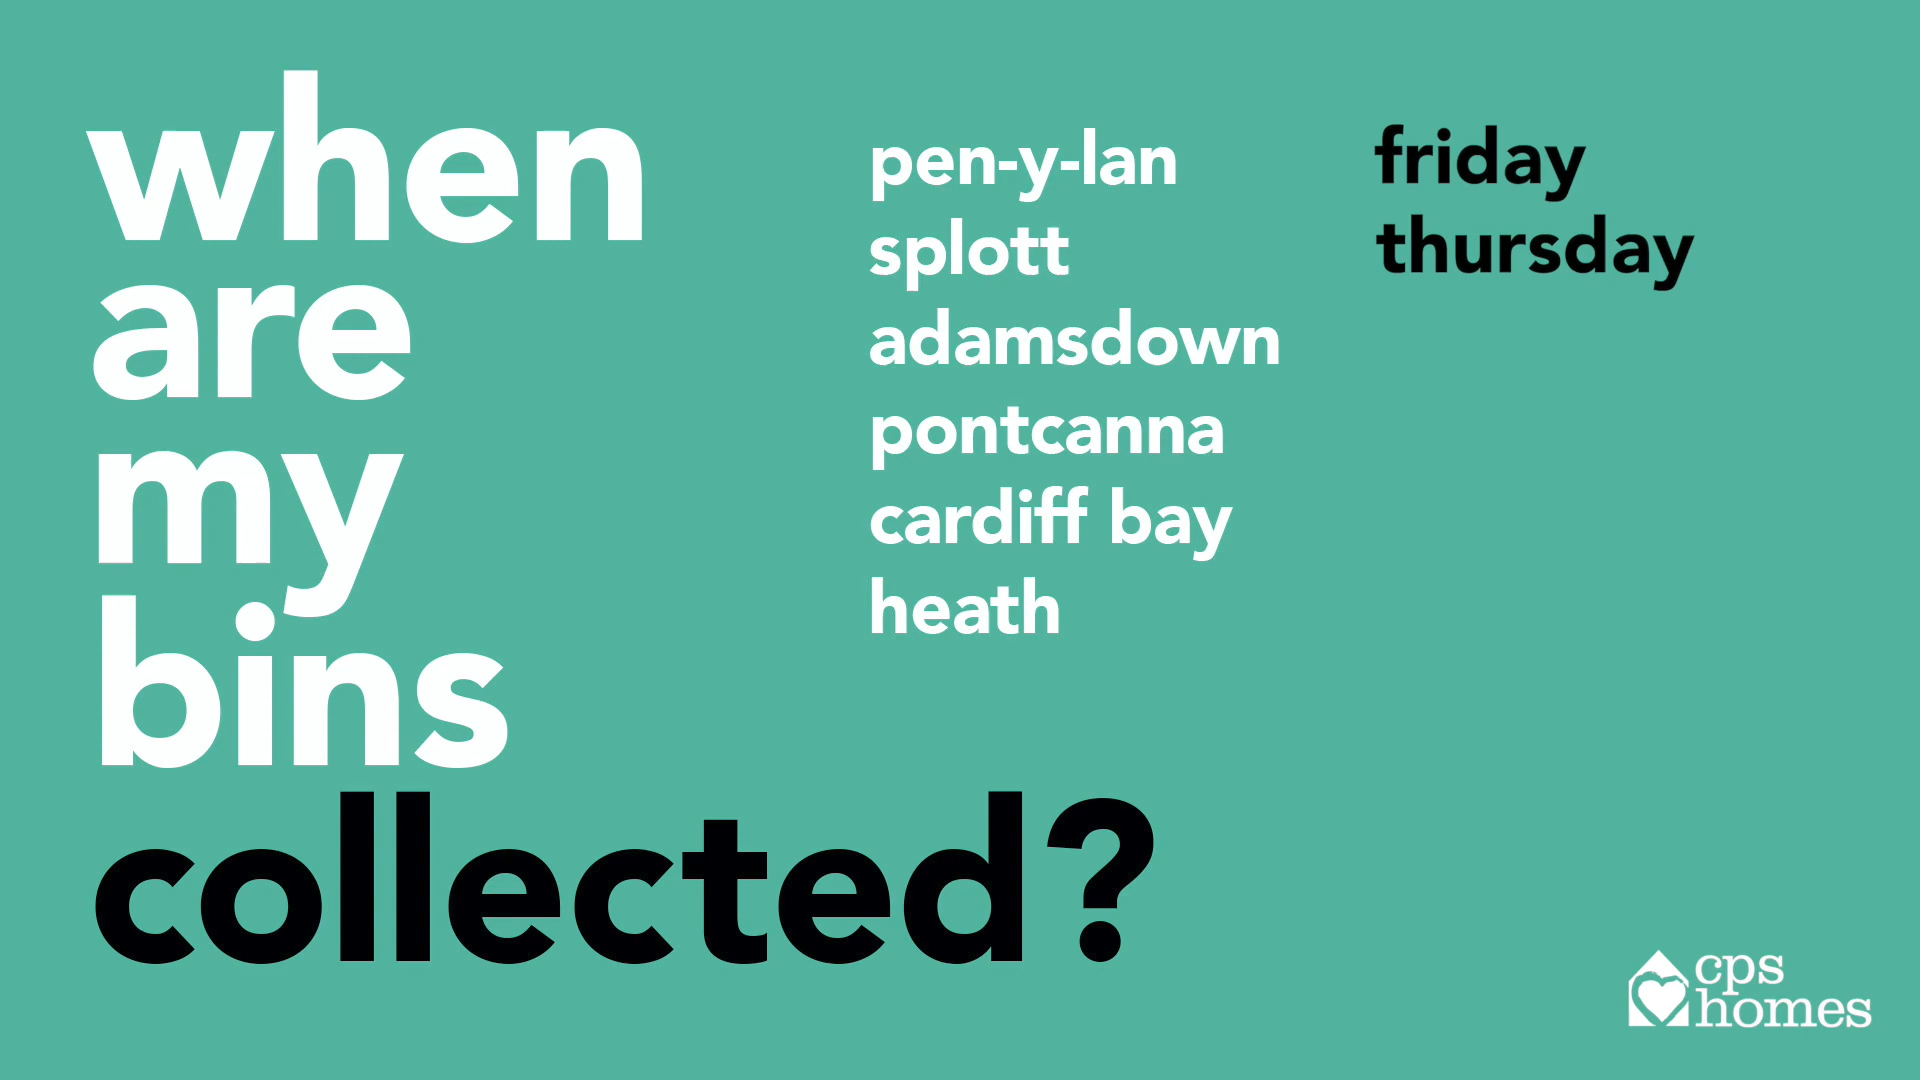 when
are
my
bins
collected?
pen-y-lan friday
splott thursday
adamsdown
pontcanna
cardiff bay
heath
cps
homes